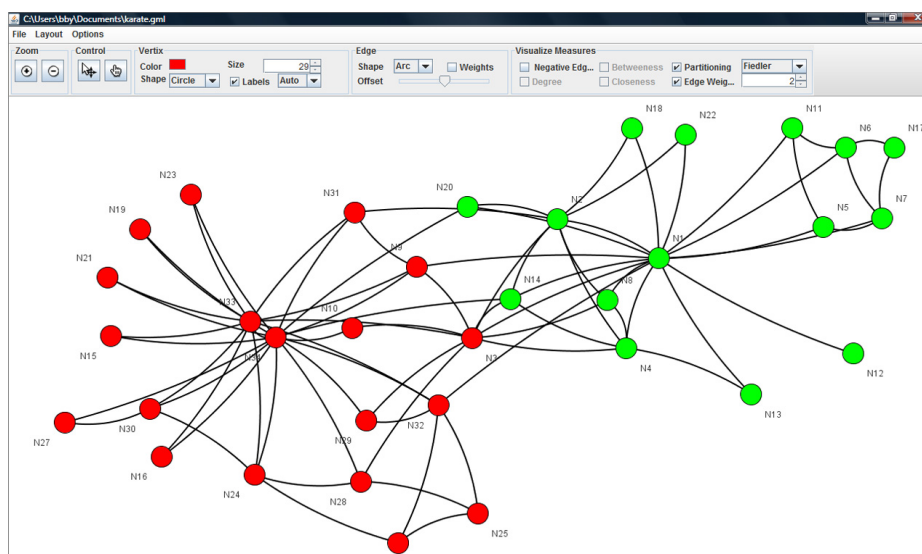 C:\Users\bby\Documents\karate.gml
File Layout Options
Zoom Control Vertix Edge Visualize Measures
Color Size 29 Shape Arc Weights Negative Edg... Betweeness Partitioning Fiedler
Shape Circle Labels Auto Offset Degree Closeness Edge Weig... 2
N18 N22 N11 N6 N17
N23
N31 N20
N19 N2 N5 N7
N9 N1
N21
N14 N8
N33 N10
N15 N34 N3 N4
N12
N13
N27 N30 N29 N32
N16
N24 N28
N25